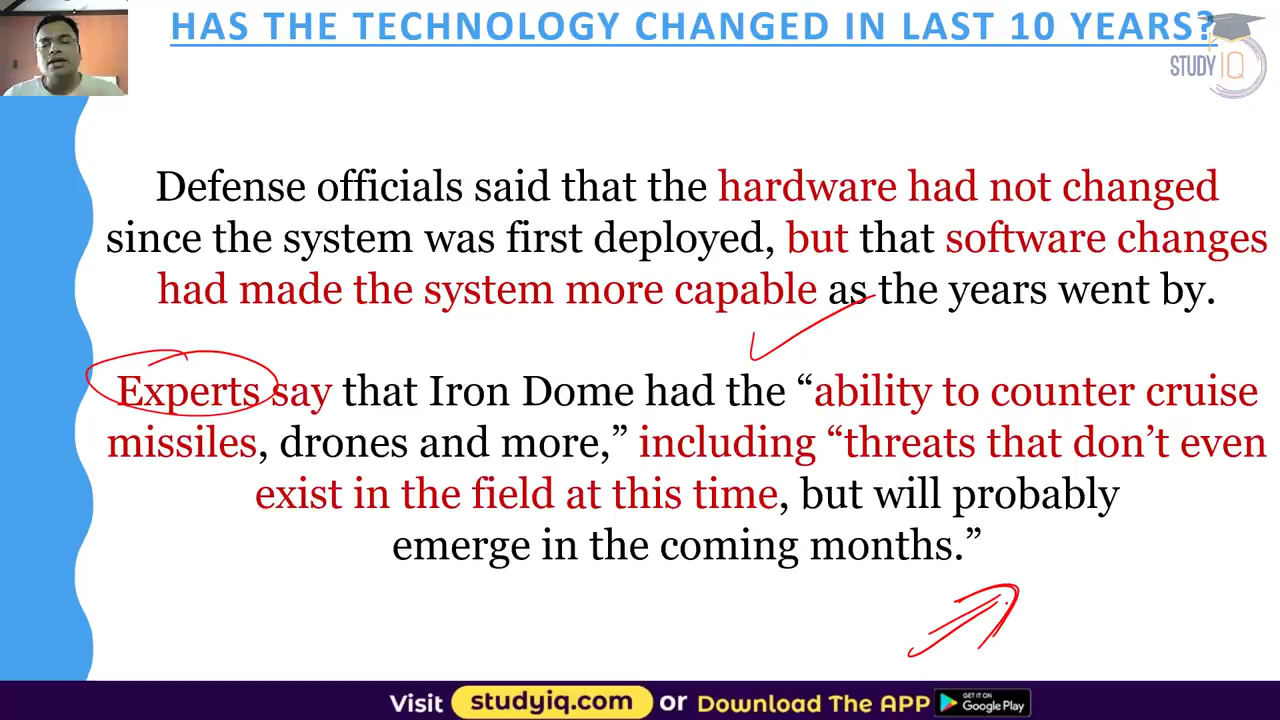 HAS THE TECHNOLOGY CHANGED IN LAST 10 YEARS?
STUDY IQ
Defense officials said that the hardware had not changed
since the system was first deployed, but that software changes
had made the system more capable as the years went by.
Experts say that Iron Dome had the “ability to counter cruise
missiles, drones and more,” including “threats that don’t even
exist in the field at this time, but will probably
emerge in the coming months.”
Visit studyiq.com or Download The APP GET IT ON Google Play